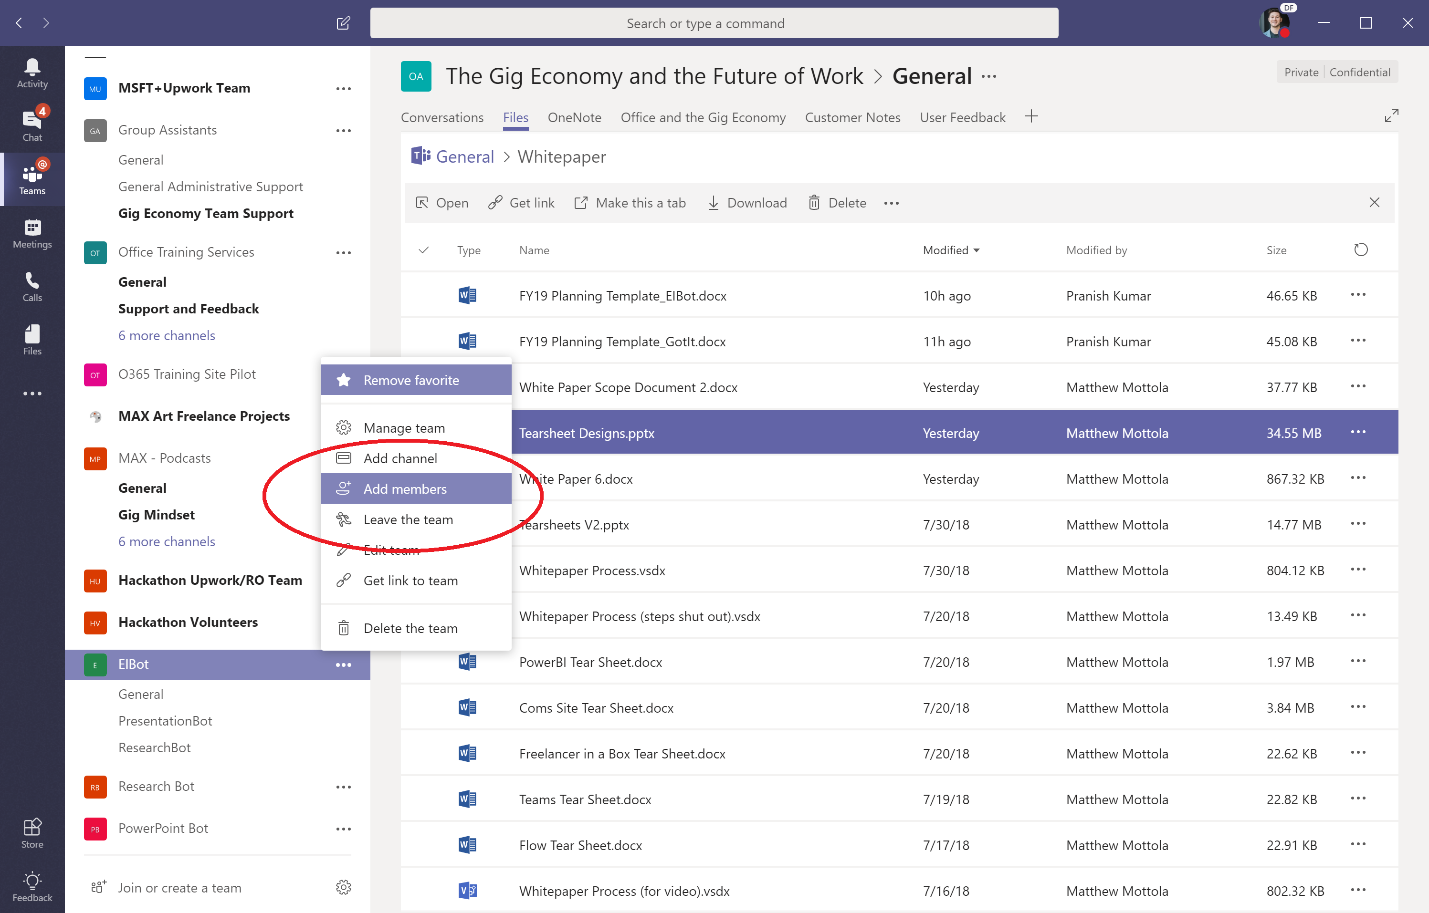 Search or type a command
DF
Activity
4
Chat
@
Teams
Meetings
Calls
Files
Store
Feedback
MU MSFT+Upwork Team
GA Group Assistants
General
General Administrative Support
Gig Economy Team Support
OT Office Training Services
General
Support and Feedback
6 more channels
OT O365 Training Site Pilot
MAX Art Freelance Projects
MP MAX - Podcasts
General
Gig Mindset
6 more channels
HU Hackathon Upwork/RO Team
HV Hackathon Volunteers
E EIBot
General
PresentationBot
ResearchBot
RB Research Bot
PB PowerPoint Bot
Join or create a team
Remove favorite
Manage team
Add channel
Add members
Leave the team
Edit team
Get link to team
Delete the team
OA The Gig Economy and the Future of Work > General ...
Private Confidential
Conversations Files OneNote Office and the Gig Economy Customer Notes User Feedback +
General > Whitepaper
Open Get link Make this a tab Download Delete ...
Type Name Modified Modified by Size
FY19 Planning Template_EIBot.docx 10h ago Pranish Kumar 46.65 KB
FY19 Planning Template_GotIt.docx 11h ago Pranish Kumar 45.08 KB
White Paper Scope Document 2.docx Yesterday Matthew Mottola 37.77 KB
Tearsheet Designs.pptx Yesterday Matthew Mottola 34.55 MB
White Paper 6.docx Yesterday Matthew Mottola 867.32 KB
Tearsheets V2.pptx 7/30/18 Matthew Mottola 14.77 MB
Whitepaper Process.vsdx 7/30/18 Matthew Mottola 804.12 KB
Whitepaper Process (steps shut out).vsdx 7/20/18 Matthew Mottola 13.49 KB
PowerBI Tear Sheet.docx 7/20/18 Matthew Mottola 1.97 MB
Coms Site Tear Sheet.docx 7/20/18 Matthew Mottola 3.84 MB
Freelancer in a Box Tear Sheet.docx 7/20/18 Matthew Mottola 22.62 KB
Teams Tear Sheet.docx 7/19/18 Matthew Mottola 22.82 KB
Flow Tear Sheet.docx 7/17/18 Matthew Mottola 22.91 KB
Whitepaper Process (for video).vsdx 7/16/18 Matthew Mottola 802.32 KB